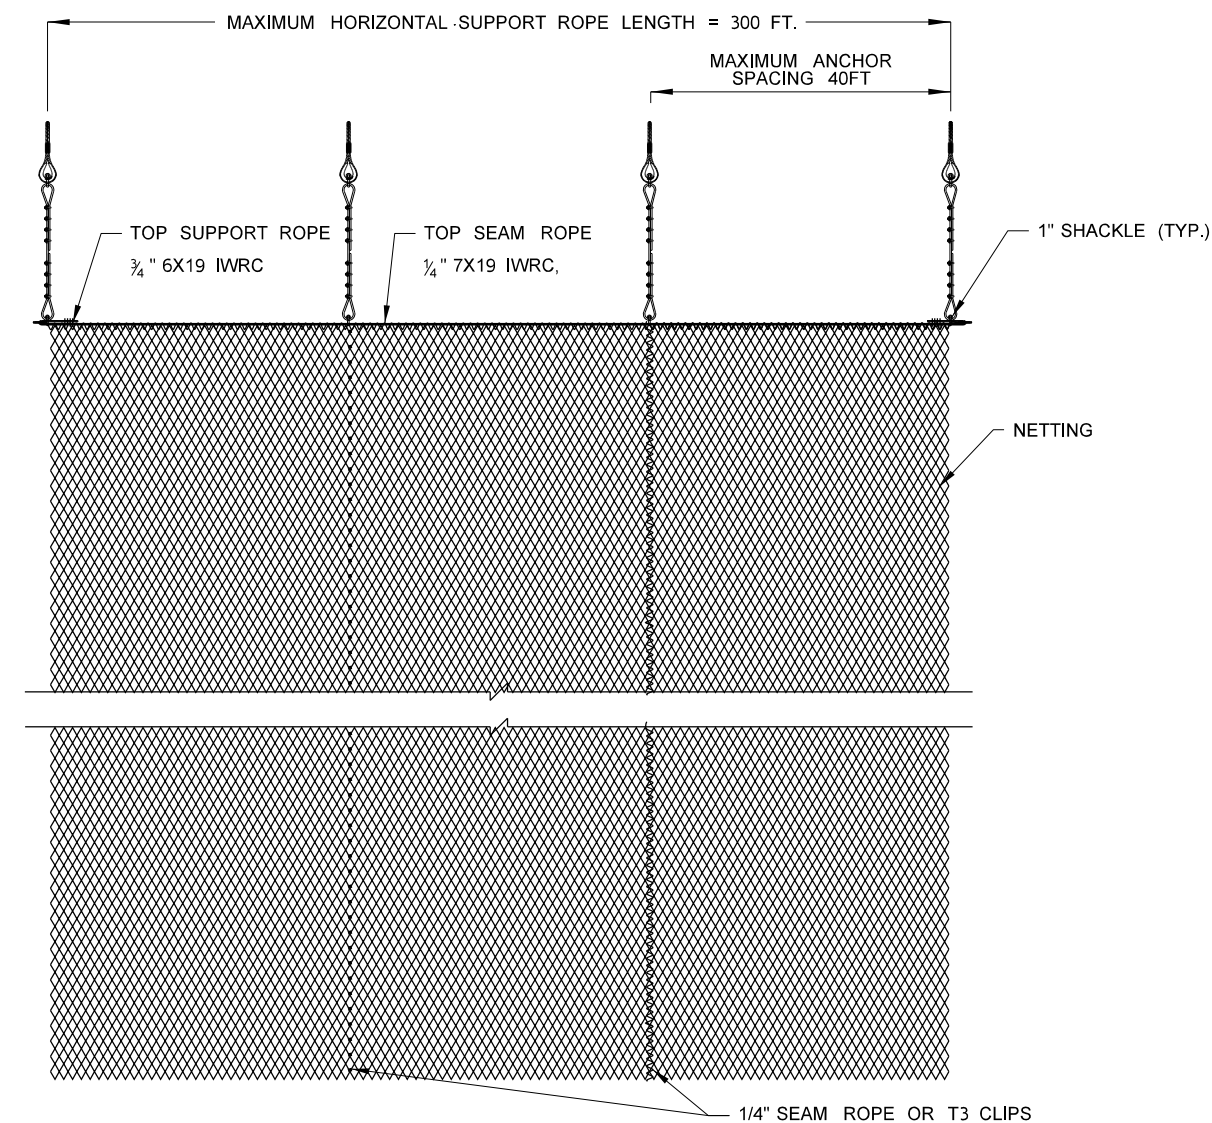 MAXIMUM HORIZONTAL SUPPORT ROPE LENGTH = 300 FT.
MAXIMUM ANCHOR
SPACING 40FT
TOP SUPPORT ROPE
¾" 6X19 IWRC
TOP SEAM ROPE
¼" 7X19 IWRC,
1" SHACKLE (TYP.)
NETTING
1/4" SEAM ROPE OR T3 CLIPS